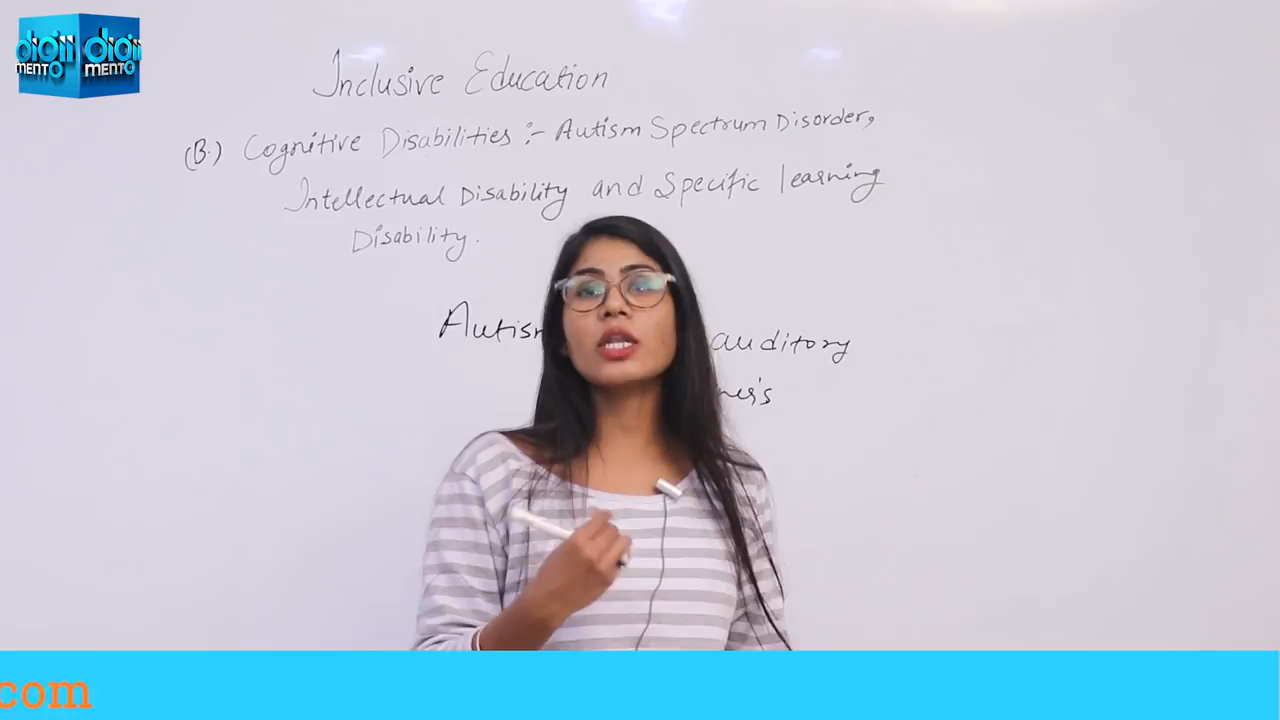 digii digii
MENTO MENTO
Inclusive Education
(B.) Cognitive Disabilities :- Autism Spectrum Disorder,
Intellectual Disability and Specific learning
Disability.
Autis auditory
ner's
.com